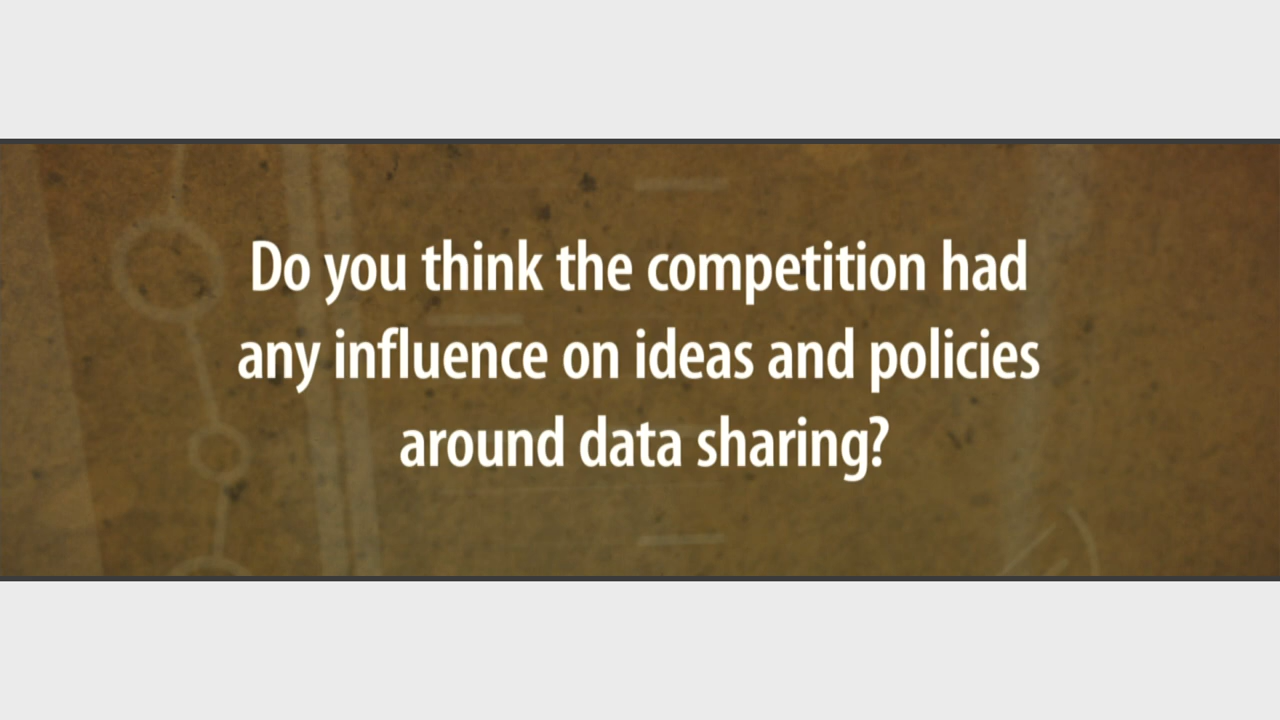 Do you think the competition had
any influence on ideas and policies
around data sharing?